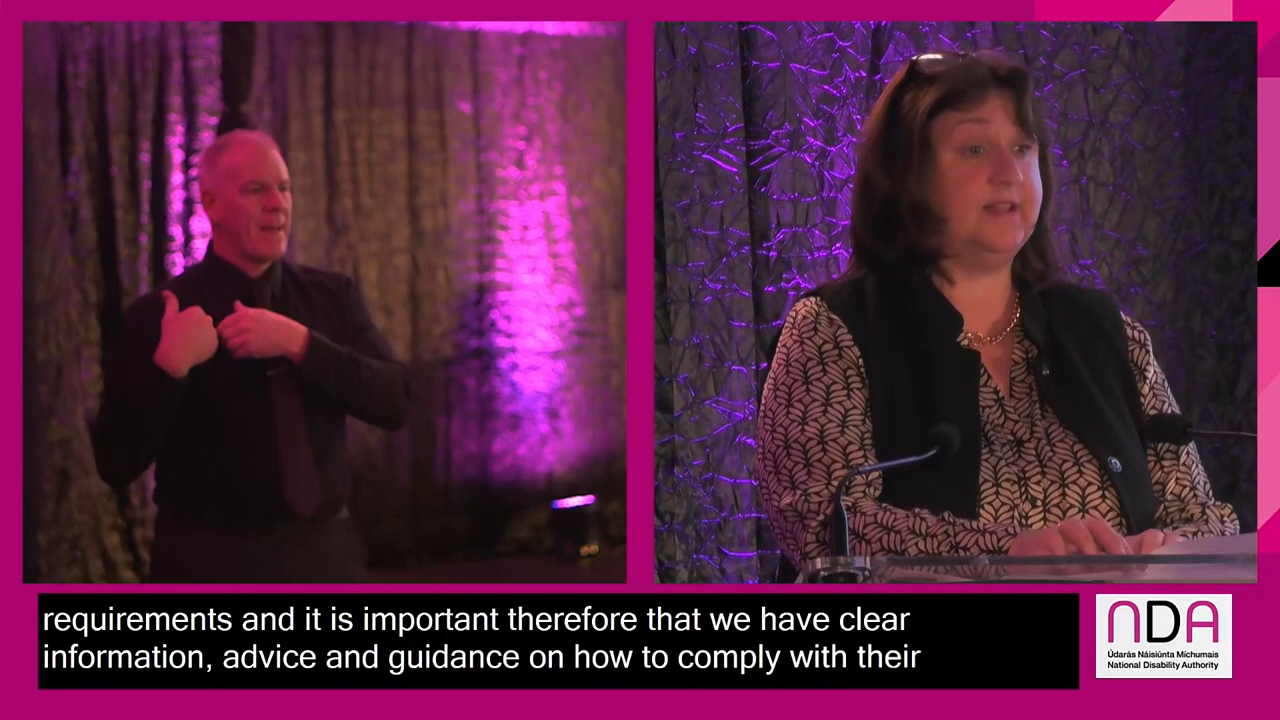 requirements and it is important therefore that we have clear
information, advice and guidance on how to comply with their
NDA
Údarás Náisiúnta Míchumais
National Disability Authority